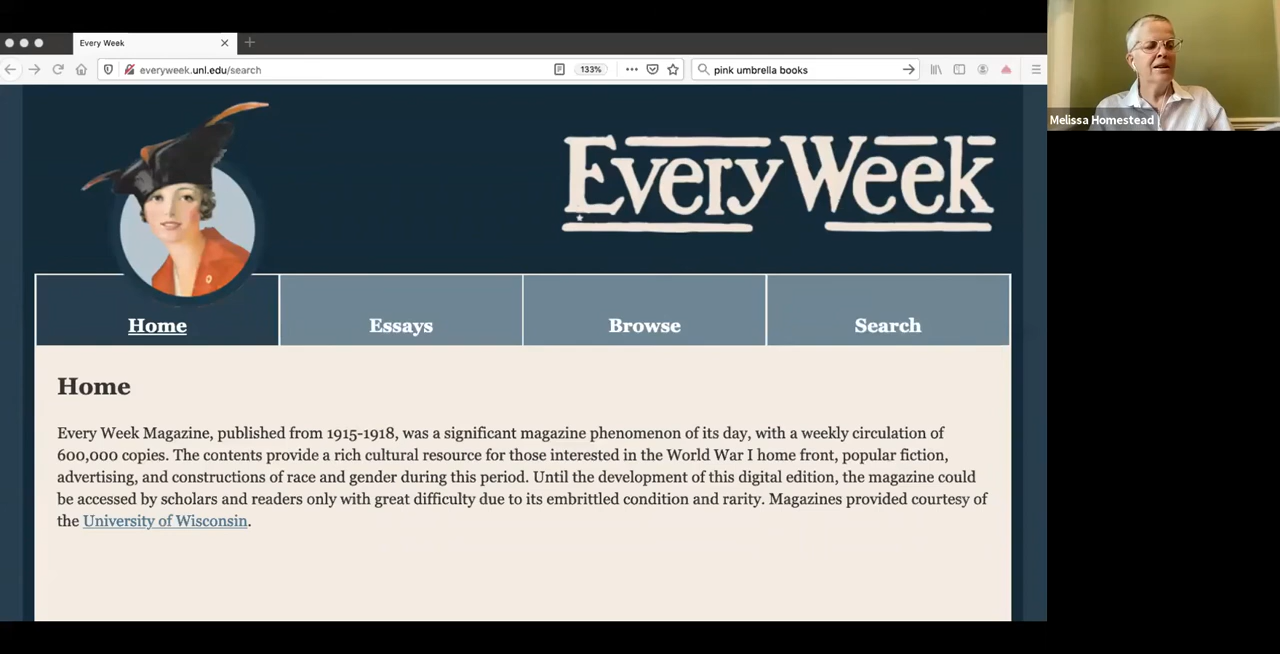 Every Week
everyweek.unl.edu/search
133%
pink umbrella books
Melissa Homestead
Every Week
Home
Essays
Browse
Search
Home
Every Week Magazine, published from 1915-1918, was a significant magazine phenomenon of its day, with a weekly circulation of
600,000 copies. The contents provide a rich cultural resource for those interested in the World War I home front, popular fiction,
advertising, and constructions of race and gender during this period. Until the development of this digital edition, the magazine could
be accessed by scholars and readers only with great difficulty due to its embrittled condition and rarity. Magazines provided courtesy of
the University of Wisconsin.